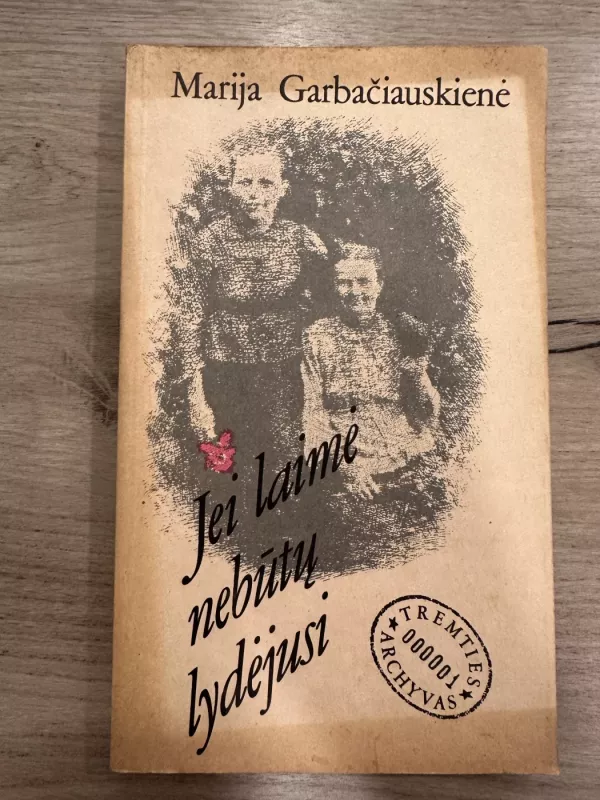 Marija Garbačiauskienė
Jei laimė
nebūtų
lydėjusi
TREMTIES
000001
ARCHYVAS